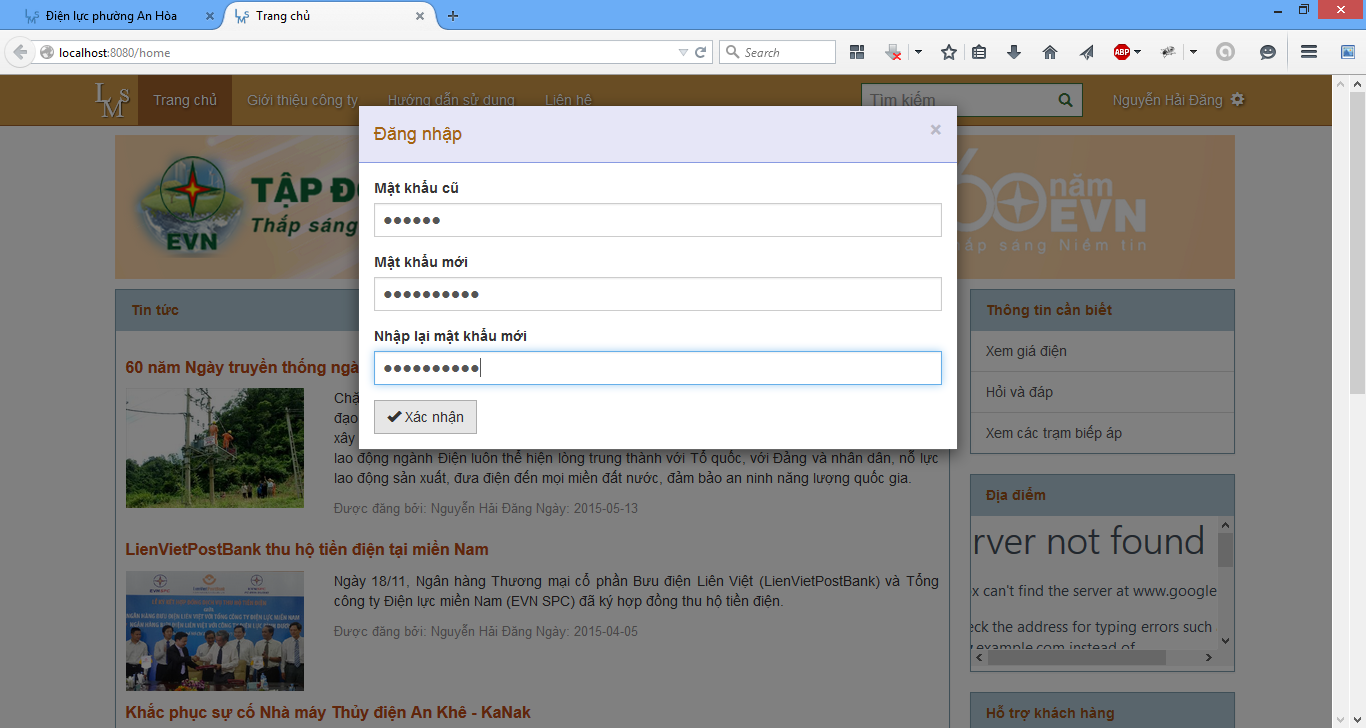 Điện lực phường An Hòa
Trang chủ
localhost:8080/home
Search
ABP
LMS
Trang chủ
Giới thiệu công ty
Hướng dẫn sử dụng
Liên hệ
Tìm kiếm
Nguyễn Hải Đăng
Đăng nhập
×
Mật khẩu cũ
●●●●●●
Mật khẩu mới
●●●●●●●●●●
Nhập lại mật khẩu mới
●●●●●●●●●●
Xác nhận
EVN
TẬP Đ
Thắp sáng
60 năm
EVN
ắp sáng Niềm tin
Tin tức
60 năm Ngày truyền thống ngà
đạo
xây
lao động ngành Điện luôn thể hiện lòng trung thành với Tổ quốc, với Đảng và nhân dân, nỗ lực
lao động sản xuất, đưa điện đến mọi miền đất nước, đảm bảo an ninh năng lượng quốc gia.
Được đăng bởi: Nguyễn Hải Đăng Ngày: 2015-05-13
LienVietPostBank thu hộ tiền điện tại miền Nam
Ngày 18/11, Ngân hàng Thương mại cổ phần Bưu điện Liên Việt (LienVietPostBank) và Tổng
công ty Điện lực miền Nam (EVN SPC) đã ký hợp đồng thu hộ tiền điện.
Được đăng bởi: Nguyễn Hải Đăng Ngày: 2015-04-05
Khắc phục sự cố Nhà máy Thủy điện An Khê - KaNak
Thông tin cần biết
Xem giá điện
Hỏi và đáp
Xem các trạm biếp áp
Địa điểm
rver not found
x can't find the server at www.google
eck the address for typing errors such
.example.com instead of
Hỗ trợ khách hàng